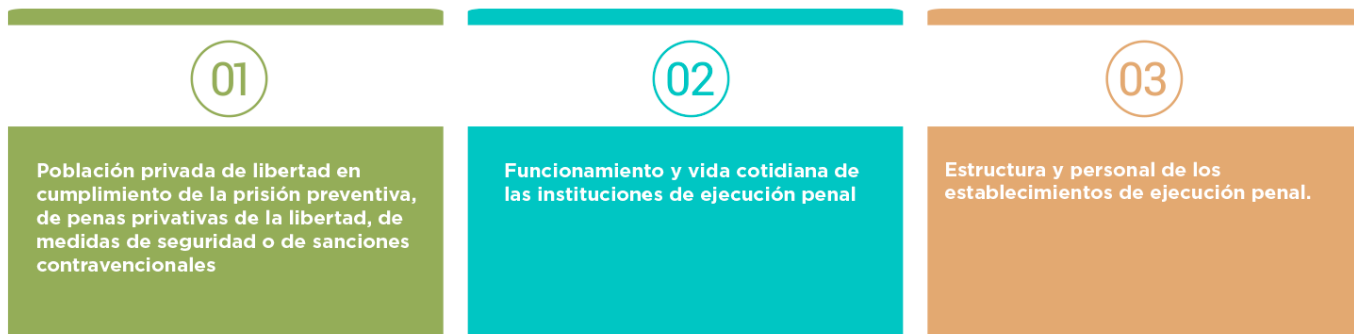 01
Población privada de libertad en
cumplimiento de la prisión preventiva,
de penas privativas de la libertad, de
medidas de seguridad o de sanciones
contravencionales
02
Funcionamiento y vida cotidiana de
las instituciones de ejecución penal
03
Estructura y personal de los
establecimientos de ejecución penal.